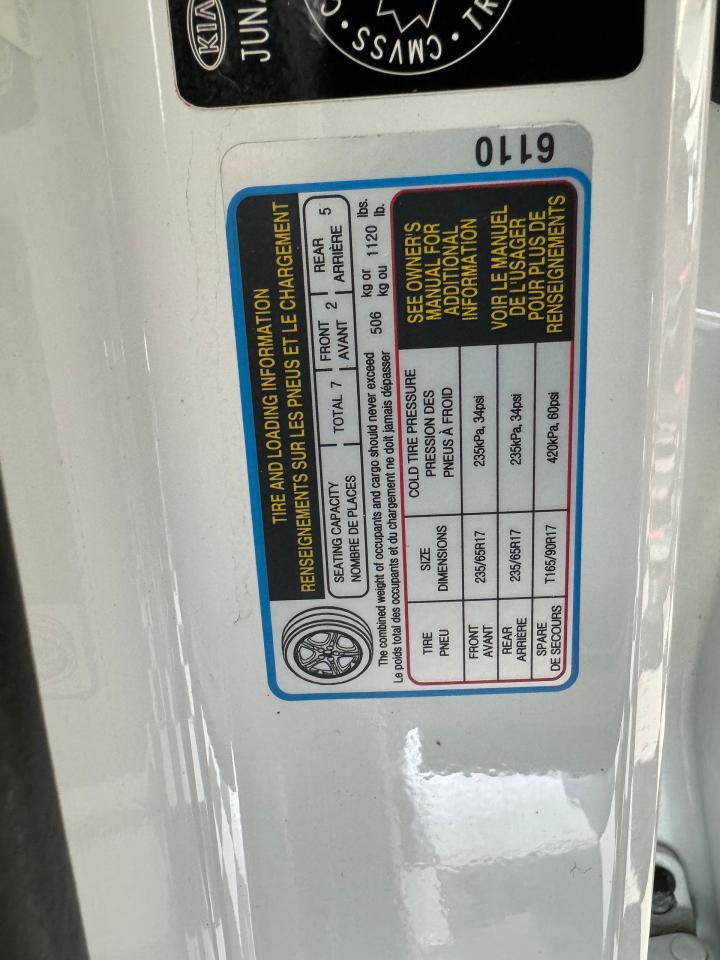 KIA
CMVSS
6110
TIRE AND LOADING INFORMATION
RENSEIGNEMENTS SUR LES PNEUS ET LE CHARGEMENT
SEATING CAPACITY TOTAL 7 FRONT 2 REAR 5
NOMBRE DE PLACES AVANT ARRIÈRE
The combined weight of occupants and cargo should never exceed 506 kg or 1120 lbs.
Le poids total des occupants et du chargement ne doit jamais dépasser kg ou lb.
TIRE SIZE COLD TIRE PRESSURE
PNEU DIMENSIONS PRESSION DES
PNEUS À FROID
FRONT
AVANT 235/65R17 235kPa, 34psi
REAR
ARRIÈRE 235/65R17 235kPa, 34psi
SPARE
DE SECOURS T165/90R17 420kPa, 60psi
SEE OWNER'S
MANUAL FOR
ADDITIONAL
INFORMATION
VOIR LE MANUEL
DE L'USAGER
POUR PLUS DE
RENSEIGNEMENTS